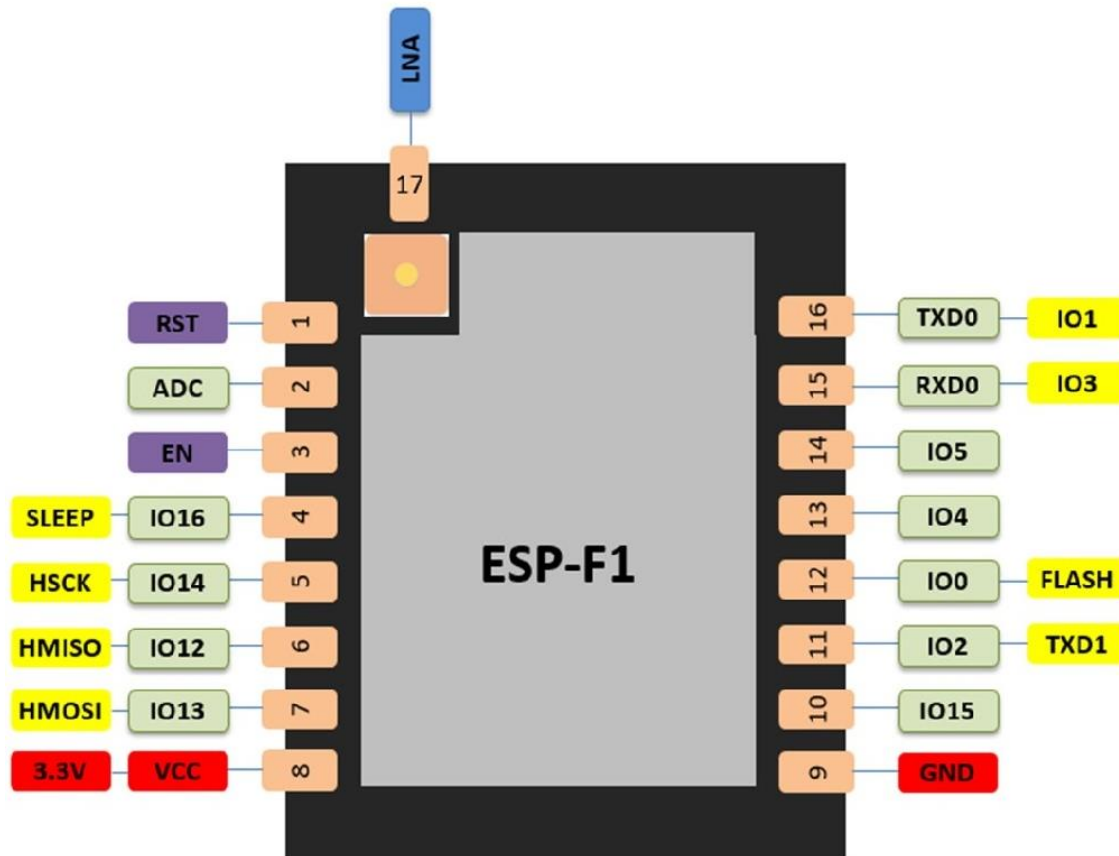 LNA
17
RST 1 16 TXD0 IO1
ADC 2 15 RXD0 IO3
EN 3 14 IO5
SLEEP IO16 4 13 IO4
HSCK IO14 5 12 IO0 FLASH
HMISO IO12 6 11 IO2 TXD1
HMOSI IO13 7 10 IO15
3.3V VCC 8 9 GND
ESP-F1